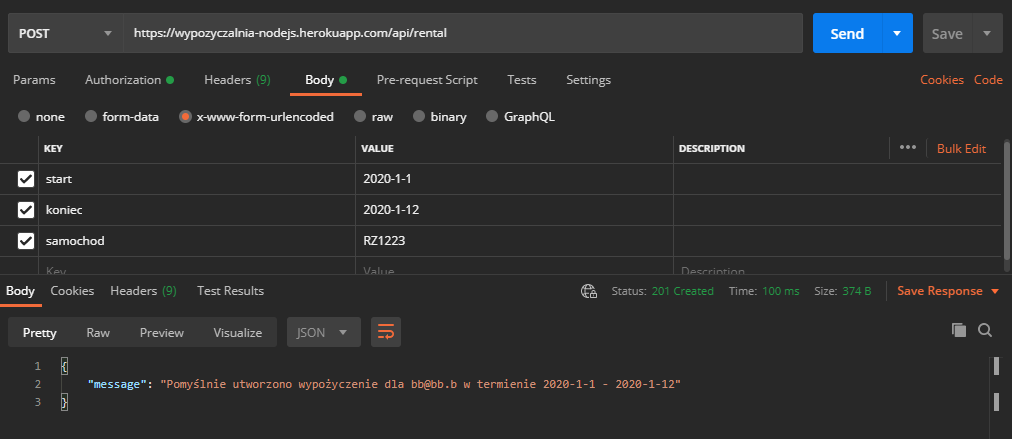 POST https://wypozyczalnia-nodejs.herokuapp.com/api/rental Send Save
Params Authorization Headers (9) Body Pre-request Script Tests Settings Cookies Code
none form-data x-www-form-urlencoded raw binary GraphQL
KEY VALUE DESCRIPTION ••• Bulk Edit
start 2020-1-1
koniec 2020-1-12
samochod RZ1223
Key Value Description
Body Cookies Headers (9) Test Results Status: 201 Created Time: 100 ms Size: 374 B Save Response
Pretty Raw Preview Visualize JSON
1 {
2 "message": "Pomyślnie utworzono wypożyczenie dla bb@bb.b w termienie 2020-1-1 - 2020-1-12"
3 }